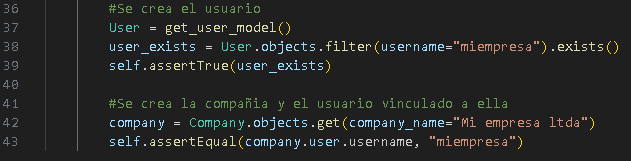 36 #Se crea el usuario
37 User = get_user_model()
38 user_exists = User.objects.filter(username="miempresa").exists()
39 self.assertTrue(user_exists)
40
41 #Se crea la compañia y el usuario vinculado a ella
42 company = Company.objects.get(company_name="Mi empresa ltda")
43 self.assertEqual(company.user.username, "miempresa")